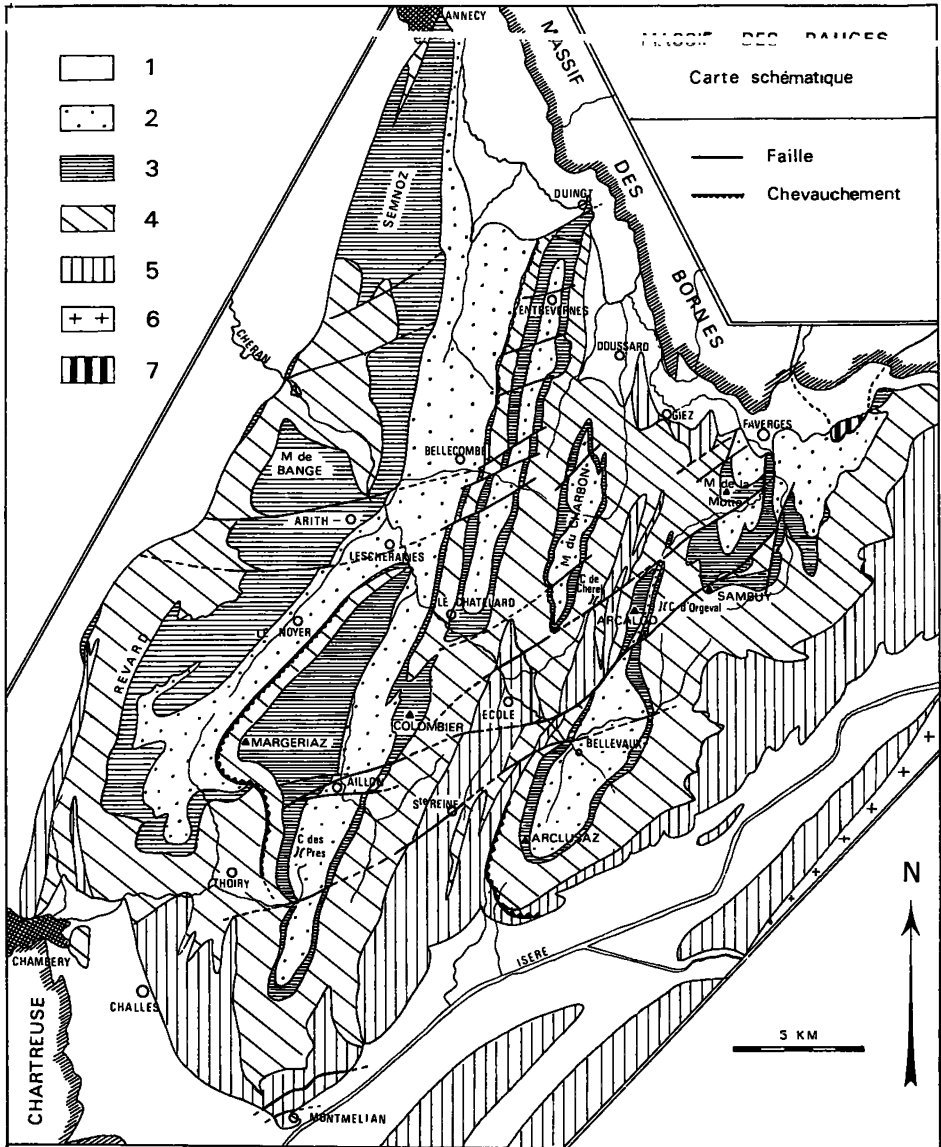 ANNECY
MASSIF DES BAUGES
Carte schématique
Faille
Chevauchement
1
2
3
4
5
6
7
MASSIF DES BORNES
SEMNOZ
DUINGT
ENTREVERNES
DOUSSARD
CHERAN
GIEZ
FAVERGES
M de BANGE
BELLECOMBE
M du CHARBON
M de la Motte
ARITH
LESCHERAINES
C de Chérel
SAMBUY
LE CHATELARD
ARCALOD
C d'Orgeval
REVARD
LE NOYER
ECOLE
COLOMBIER
MARGERIAZ
BELLEVAUX
AILLON
Ste REINE
ARCLUSAZ
C des Prés
THOIRY
N
CHAMBERY
ISERE
CHALLES
CHARTREUSE
5 KM
MONTMELIAN